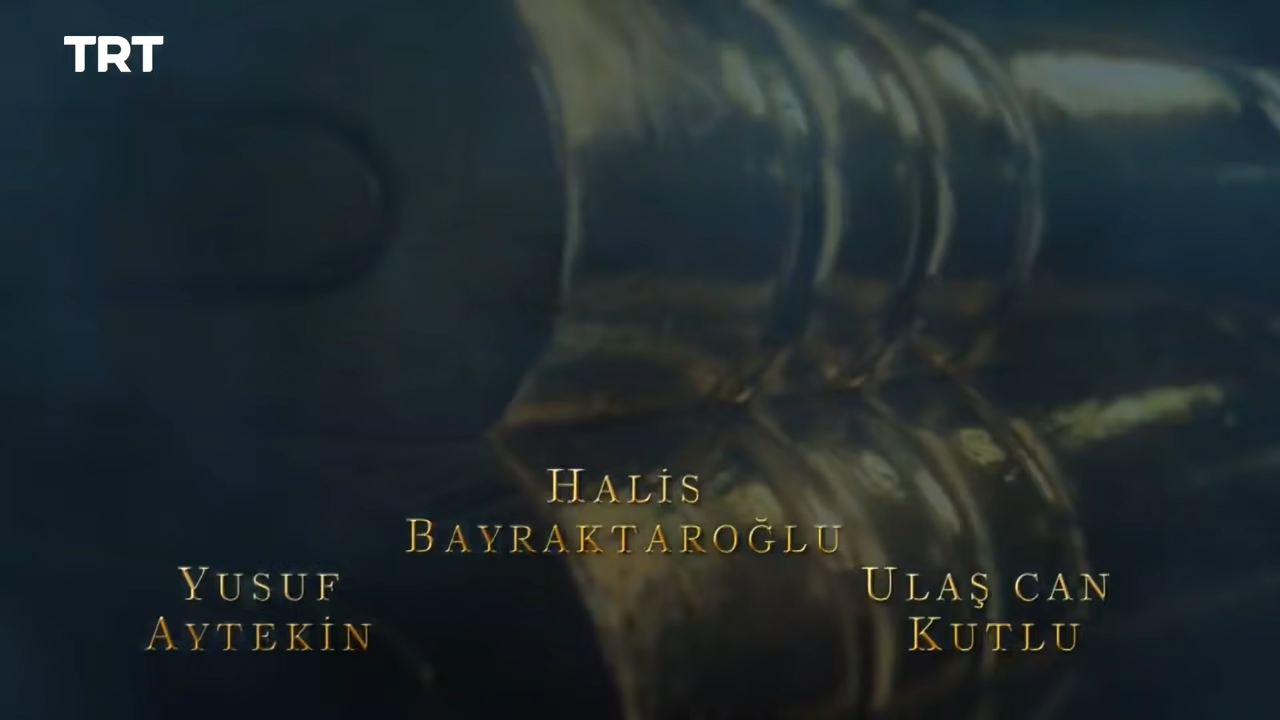 TRT
HALİS
BAYRAKTAROĞLU
YUSUF
AYTEKİN
ULAŞ CAN
KUTLU